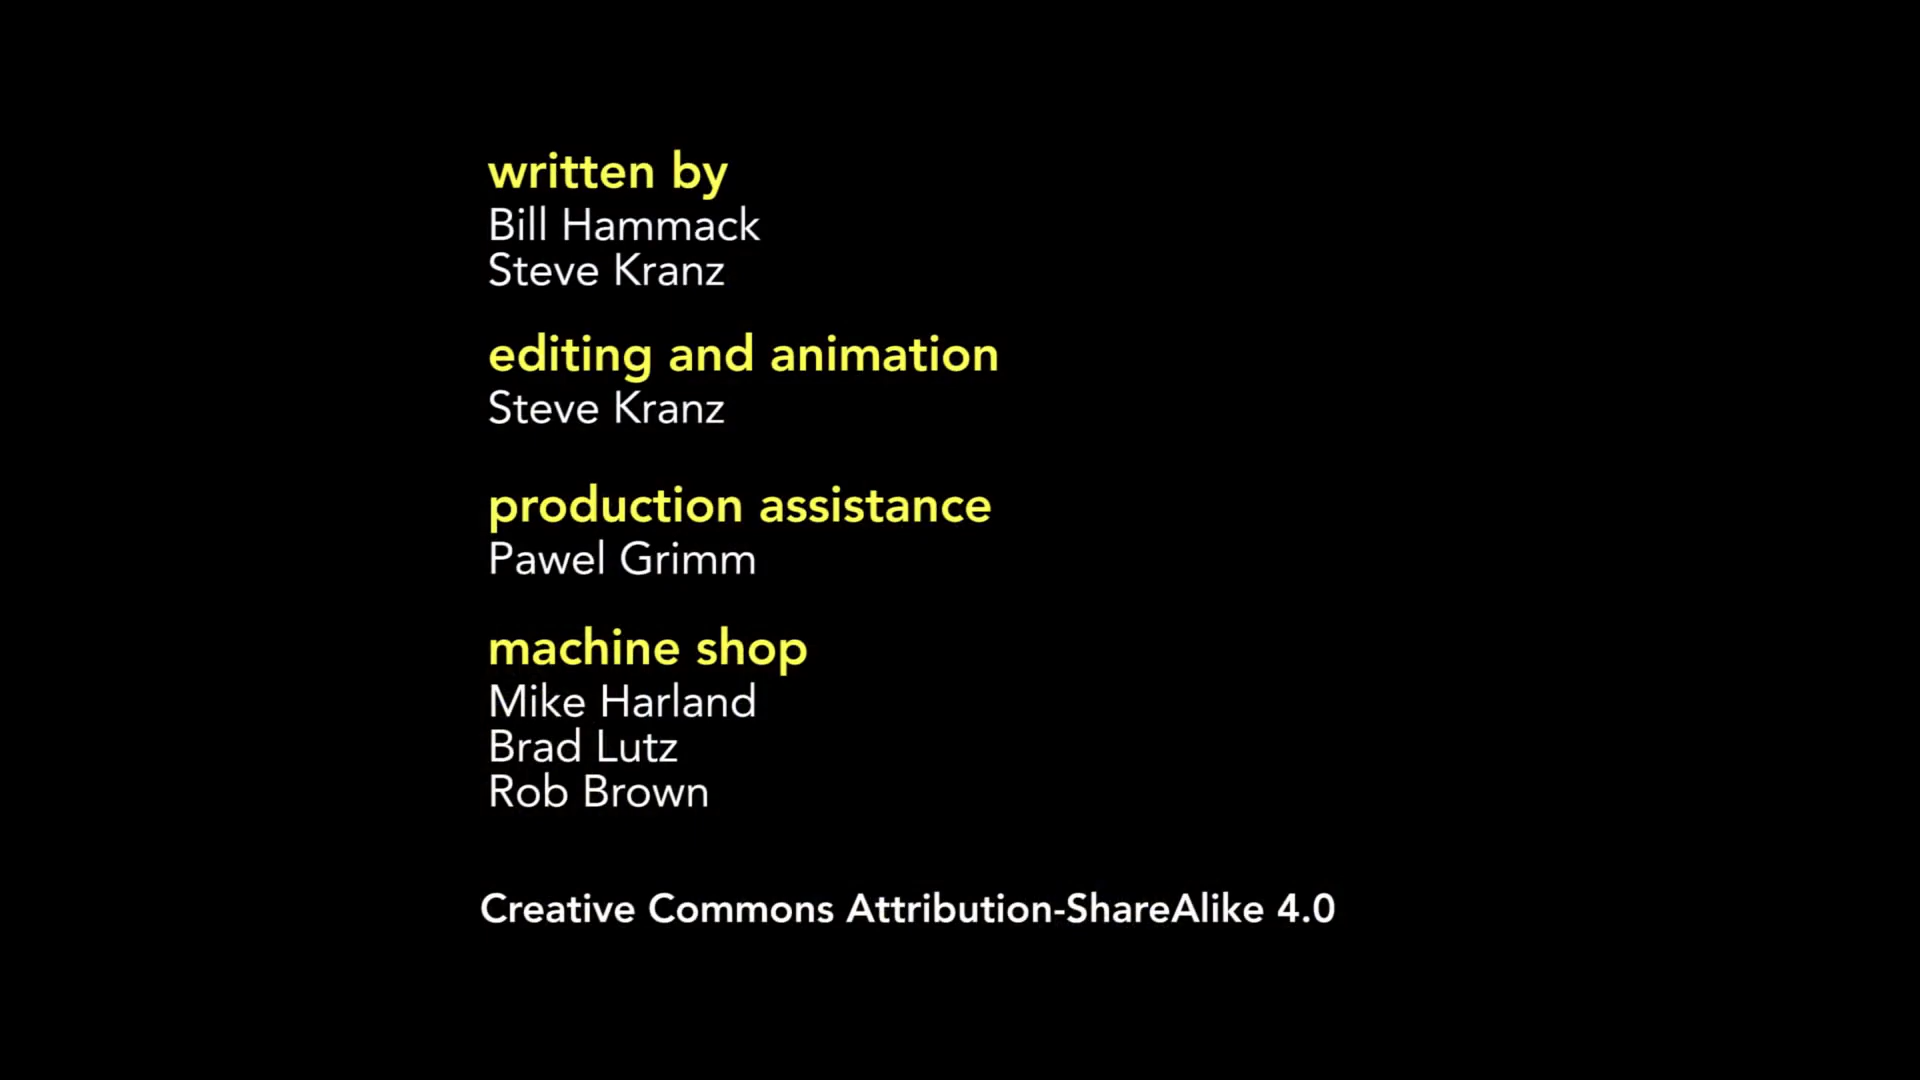 written by
Bill Hammack
Steve Kranz
editing and animation
Steve Kranz
production assistance
Pawel Grimm
machine shop
Mike Harland
Brad Lutz
Rob Brown
Creative Commons Attribution-ShareAlike 4.0